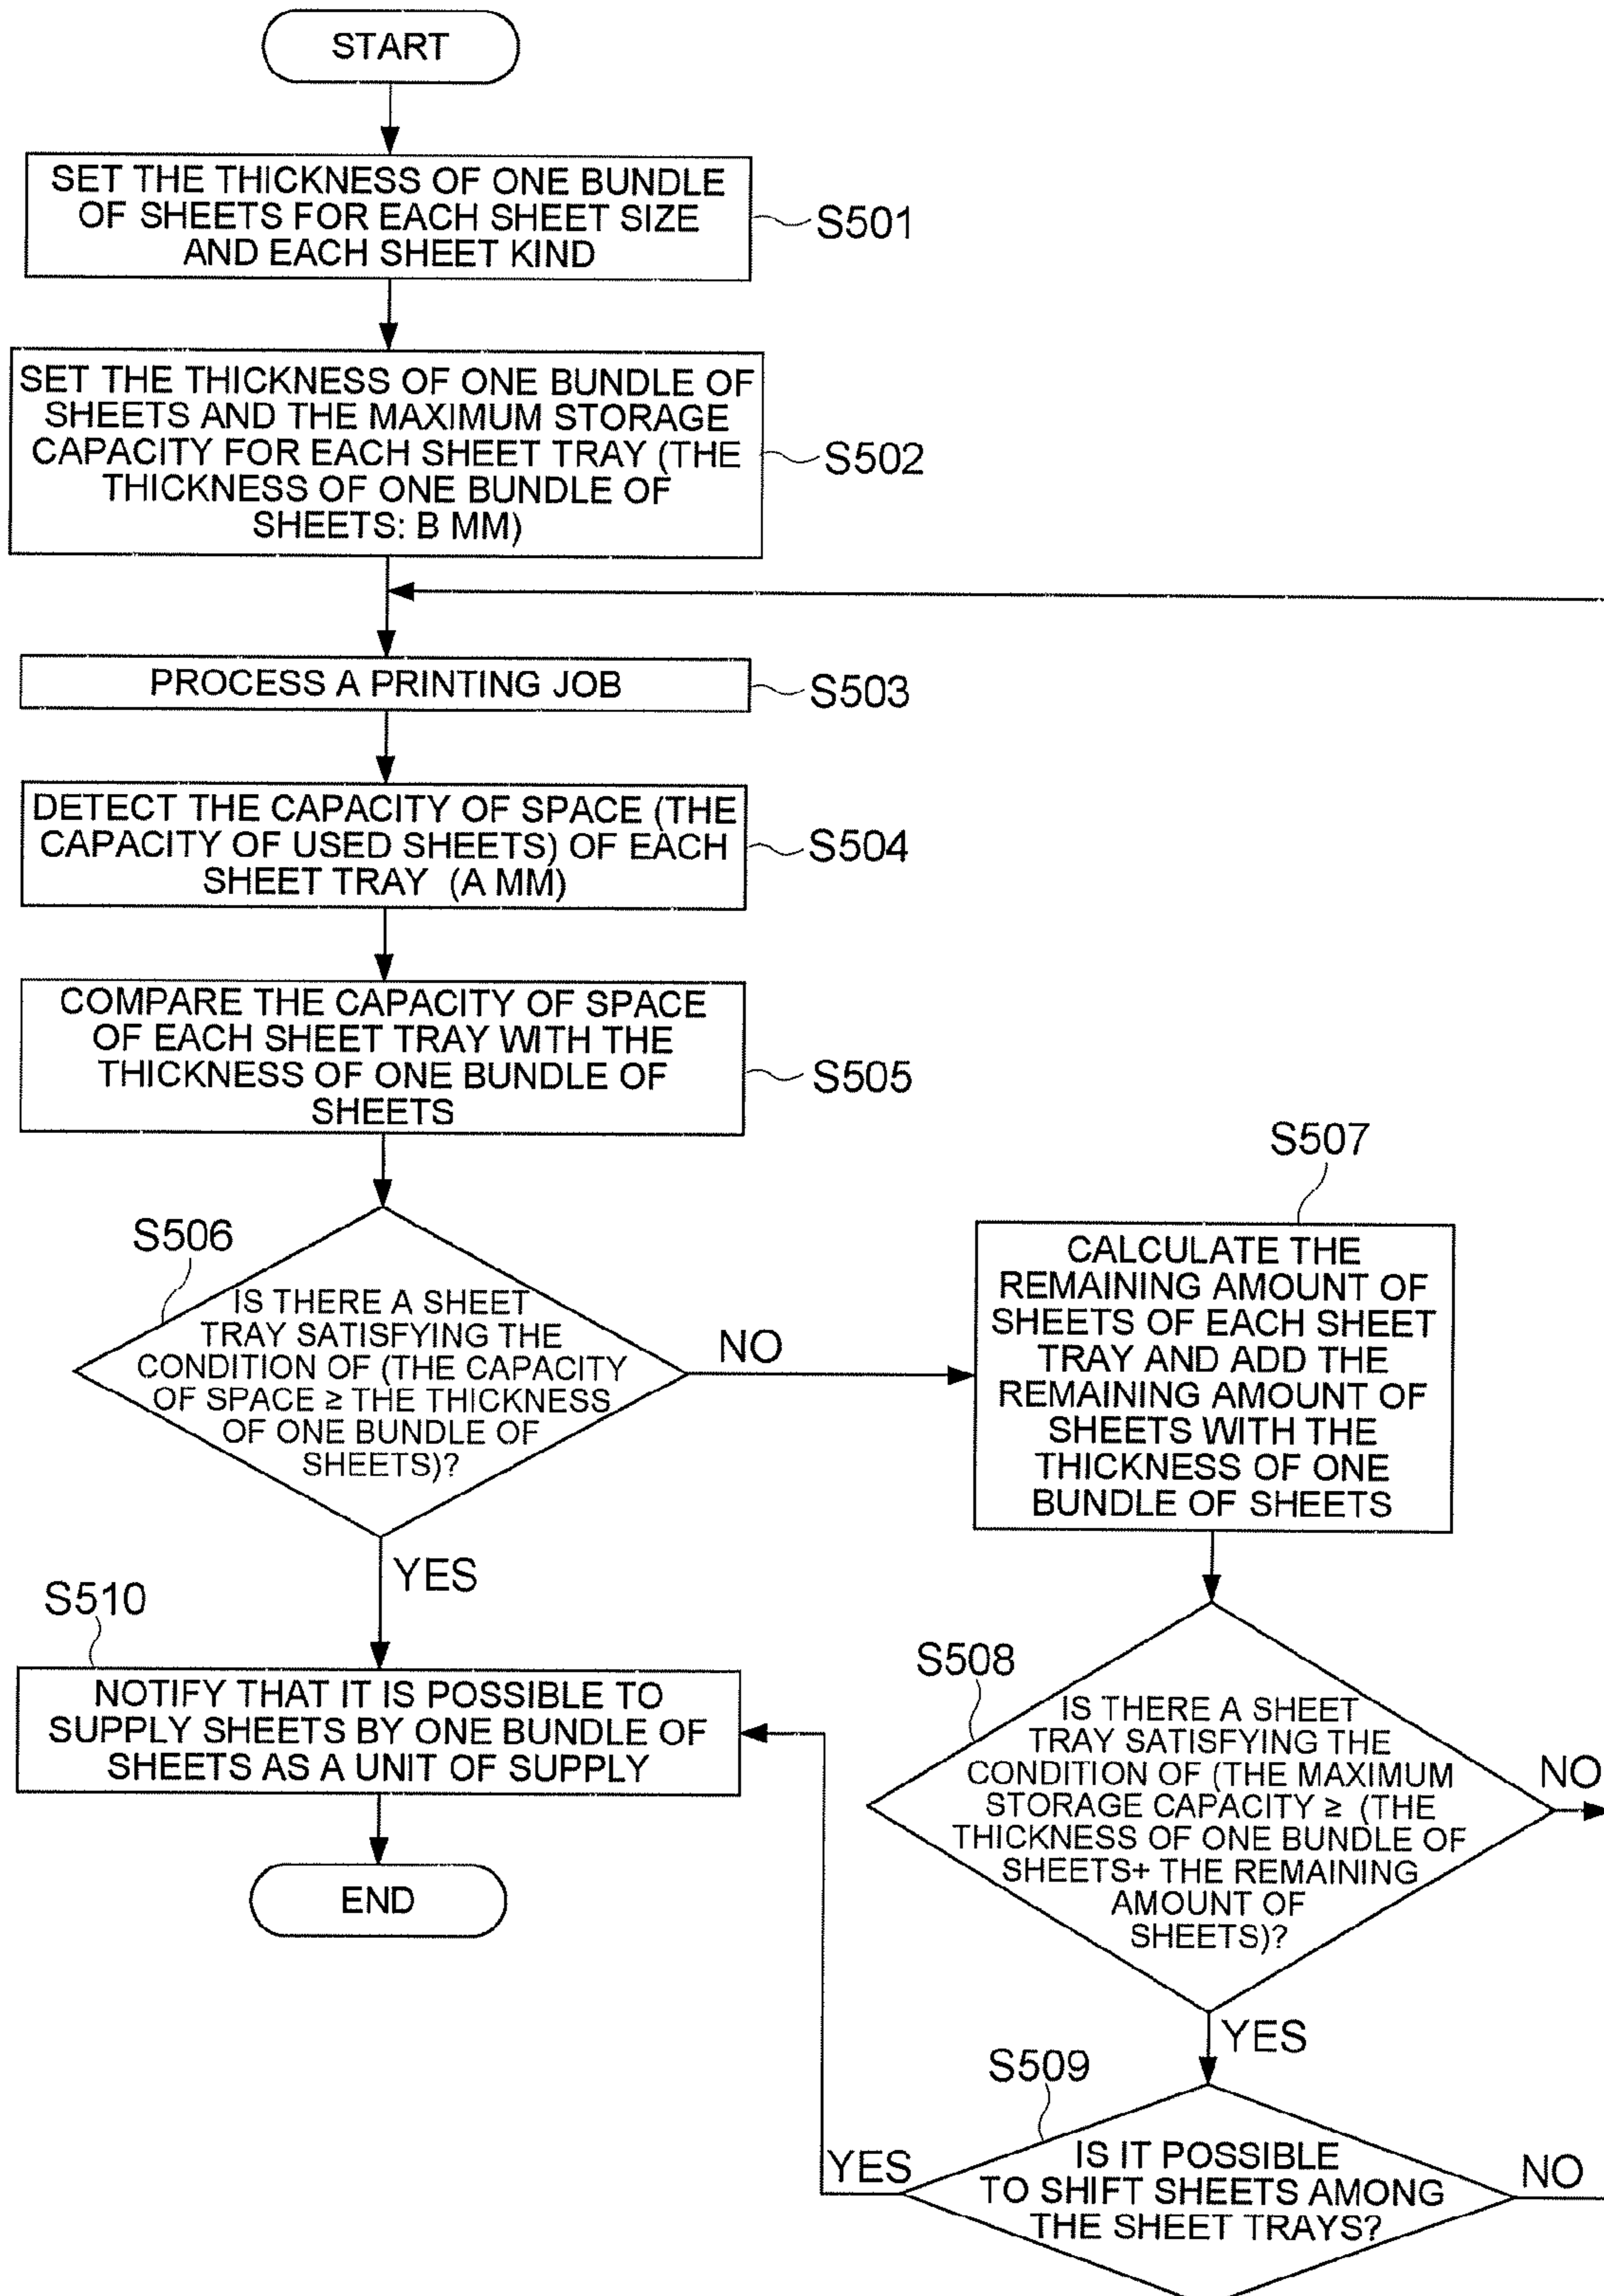 START
SET THE THICKNESS OF ONE BUNDLE
OF SHEETS FOR EACH SHEET SIZE
AND EACH SHEET KIND
S501
SET THE THICKNESS OF ONE BUNDLE OF
SHEETS AND THE MAXIMUM STORAGE
CAPACITY FOR EACH SHEET TRAY (THE
THICKNESS OF ONE BUNDLE OF
SHEETS: B MM)
S502
PROCESS A PRINTING JOB
S503
DETECT THE CAPACITY OF SPACE (THE
CAPACITY OF USED SHEETS) OF EACH
SHEET TRAY (A MM)
S504
COMPARE THE CAPACITY OF SPACE
OF EACH SHEET TRAY WITH THE
THICKNESS OF ONE BUNDLE OF
SHEETS
S505
S506
IS THERE A SHEET
TRAY SATISFYING THE
CONDITION OF (THE CAPACITY
OF SPACE ≥ THE THICKNESS
OF ONE BUNDLE OF
SHEETS)?
NO
YES
S507
CALCULATE THE
REMAINING AMOUNT OF
SHEETS OF EACH SHEET
TRAY AND ADD THE
REMAINING AMOUNT OF
SHEETS WITH THE
THICKNESS OF ONE
BUNDLE OF SHEETS
S508
IS THERE A SHEET
TRAY SATISFYING THE
CONDITION OF (THE MAXIMUM
STORAGE CAPACITY ≥ (THE
THICKNESS OF ONE BUNDLE OF
SHEETS+ THE REMAINING
AMOUNT OF
SHEETS)?
NO
YES
S509
IS IT POSSIBLE
TO SHIFT SHEETS AMONG
THE SHEET TRAYS?
YES
NO
S510
NOTIFY THAT IT IS POSSIBLE TO
SUPPLY SHEETS BY ONE BUNDLE OF
SHEETS AS A UNIT OF SUPPLY
END